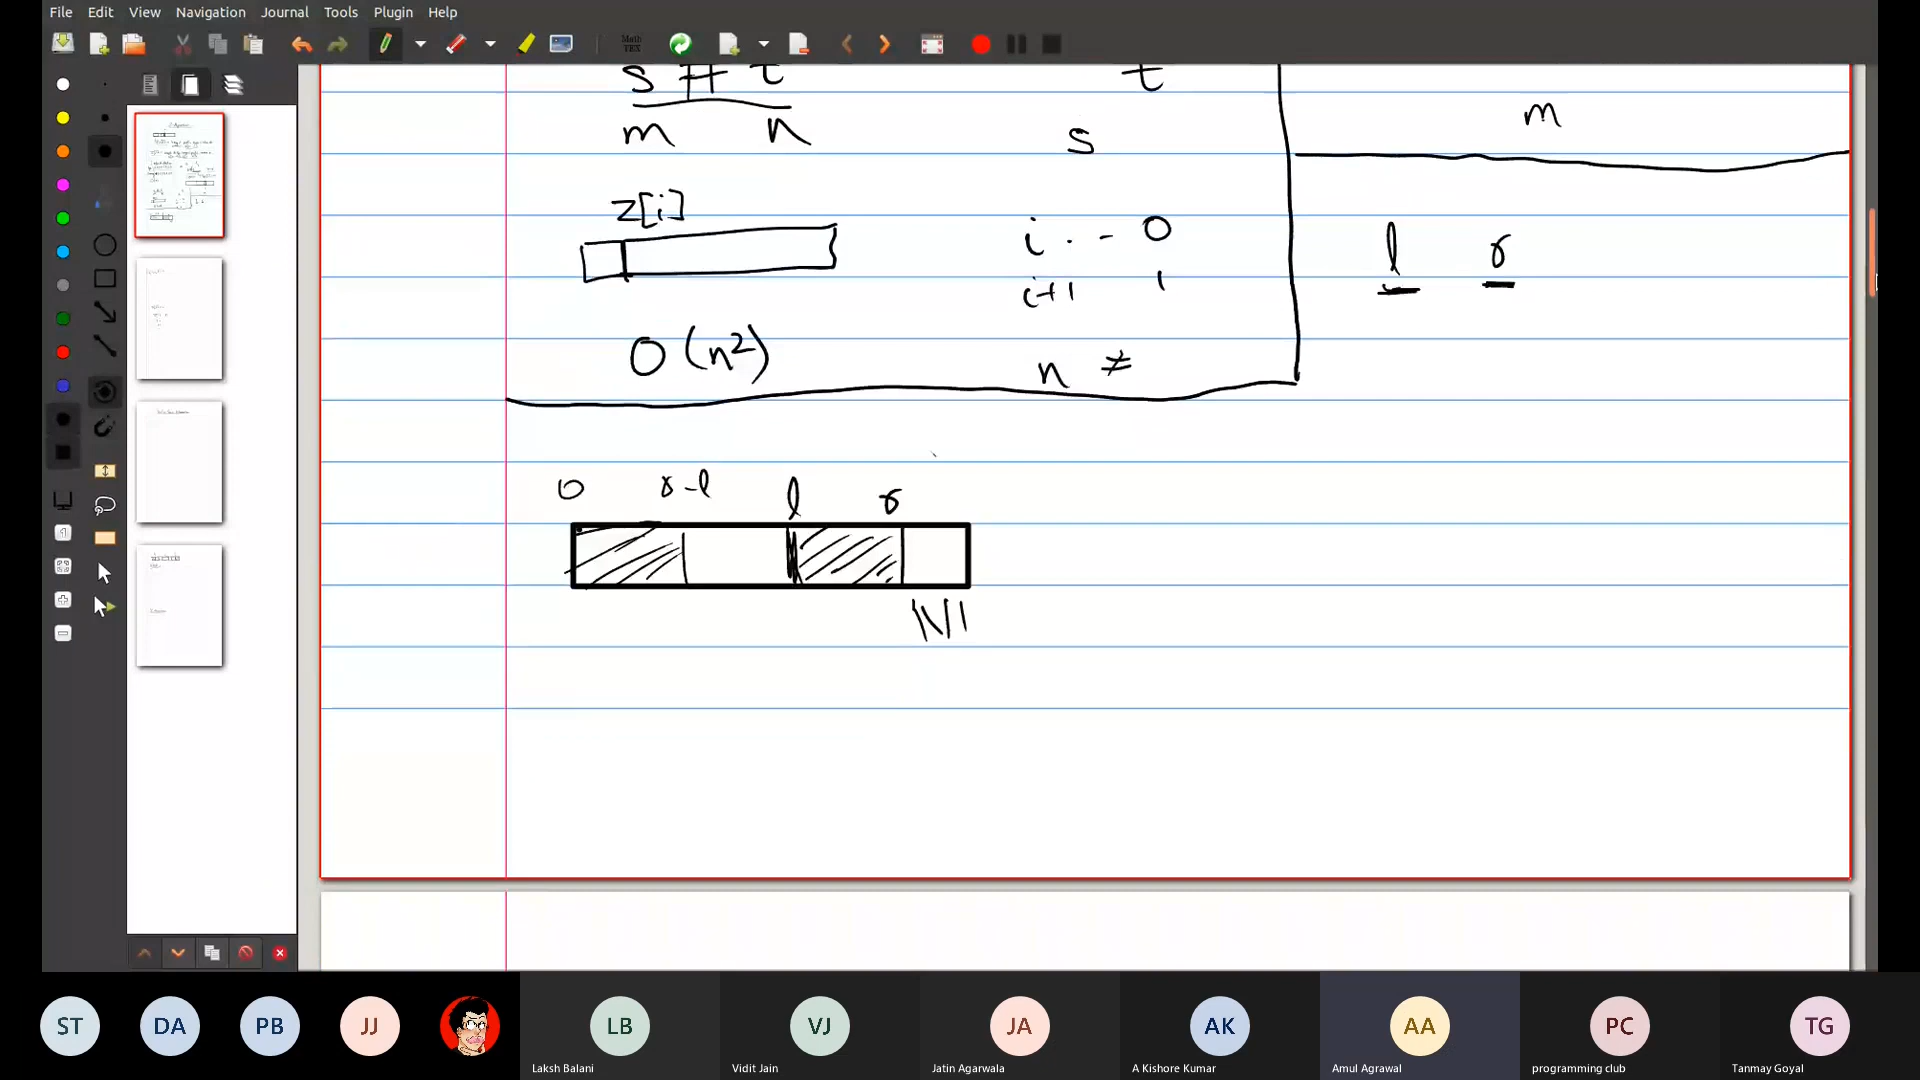 File Edit View Navigation Journal Tools Plugin Help
Math TEX
s # t
m n
t
s
m
z[i]
i . - 0
i+1 1
l r
O (n²)
n ≠
0 r-l l r
ST DA PB JJ LB VJ JA AK AA PC TG
Laksh Balani Vidit Jain Jatin Agarwala A Kishore Kumar Amul Agrawal programming club Tanmay Goyal